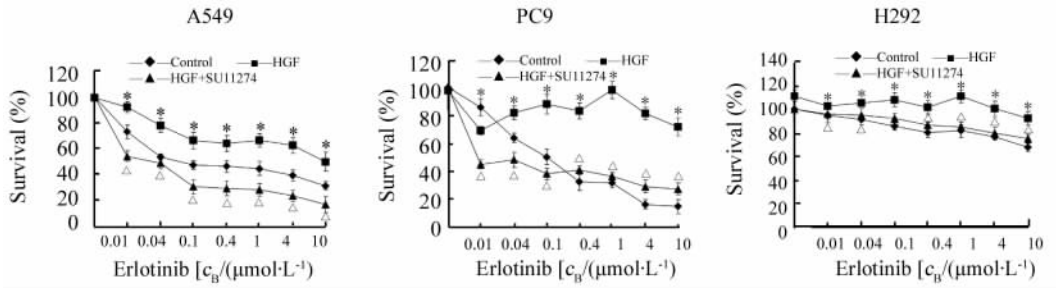 A549
Control HGF
HGF+SU11274
Survival (%)
120
100
80
60
40
20
0
0.01 0.04 0.1 0.4 1 4 10
Erlotinib [c_B/(μmol·L⁻¹)
PC9
Control HGF
HGF+SU11274
Survival (%)
120
100
80
60
40
20
0
0.01 0.04 0.1 0.4 1 4 10
Erlotinib [c_B/(μmol·L⁻¹)
H292
Control HGF
HGF+SU11274
Survival (%)
120
100
80
60
40
20
0
0.01 0.04 0.1 0.4 1 4 10
Erlotinib [c_B/(μmol·L⁻¹)